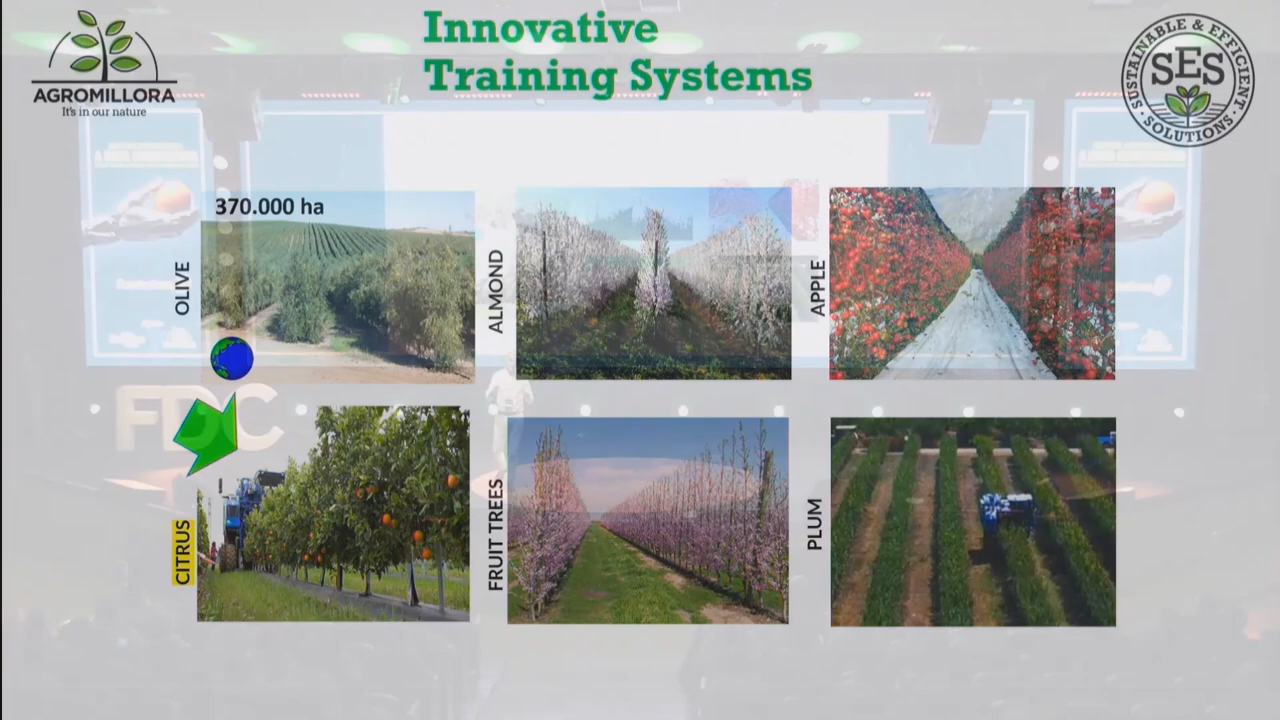 Innovative
Training Systems
AGROMILLORA
It's in our nature
SUSTAINABLE & EFFICIENT
SES
· SOLUTIONS ·
370.000 ha
OLIVE
ALMOND
APPLE
FDC
CITRUS
FRUIT TREES
PLUM